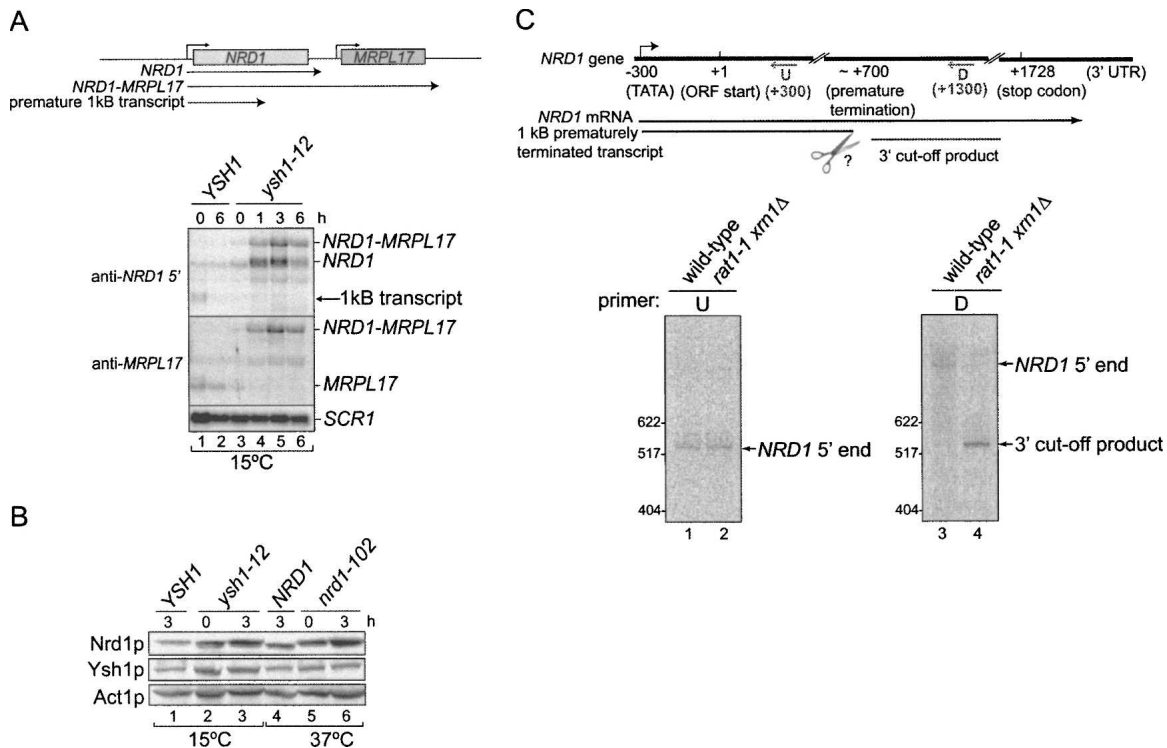 A
NRD1 MRPL17
NRD1
NRD1-MRPL17
premature 1kB transcript
YSH1 ysh1-12
0 6 0 1 3 6 h
anti-NRD1 5'
NRD1-MRPL17
NRD1
1kB transcript
anti-MRPL17
NRD1-MRPL17
MRPL17
SCR1
1 2 3 4 5 6
15ºC
B
YSH1 ysh1-12 NRD1 nrd1-102
3 0 3 3 0 3 h
Nrd1p
Ysh1p
Act1p
1 2 3 4 5 6
15ºC 37ºC
C
NRD1 gene
-300 +1 U ~ +700 D +1728 (3' UTR)
(TATA) (ORF start) (+300) (premature termination) (+1300) (stop codon)
NRD1 mRNA
1 kB prematurely
terminated transcript
? 3' cut-off product
wild-type rat1-1 xrn1Δ wild-type rat1-1 xrn1Δ
primer: U D
622
517
404
NRD1 5' end
1 2
622
517
404
NRD1 5' end
3' cut-off product
3 4